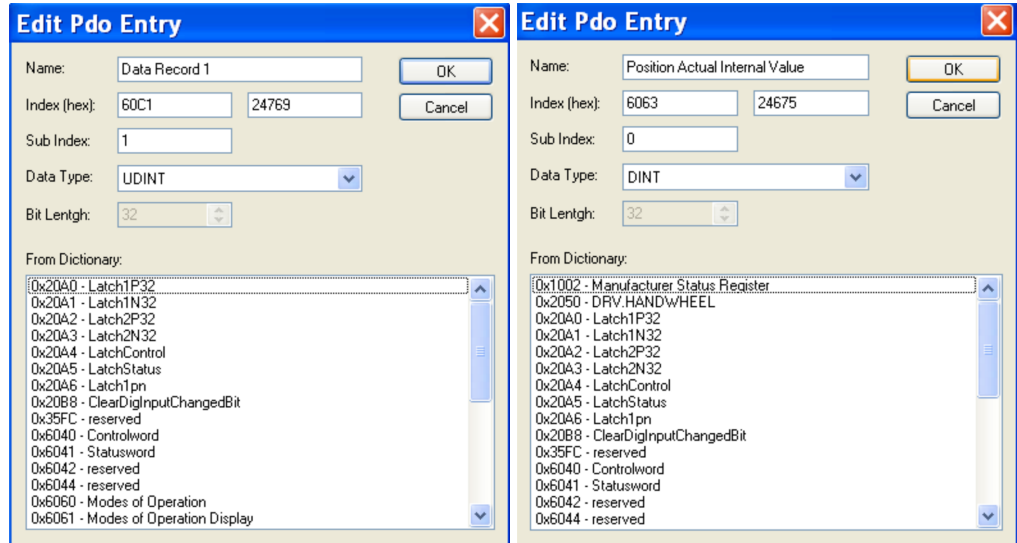 Edit Pdo Entry
Name: Data Record 1 OK
Index (hex): 60C1 24769 Cancel
Sub Index: 1
Data Type: UDINT
Bit Lentgh: 32
From Dictionary:
0x20A0 - Latch1P32
0x20A1 - Latch1N32
0x20A2 - Latch2P32
0x20A3 - Latch2N32
0x20A4 - LatchControl
0x20A5 - LatchStatus
0x20A6 - Latch1pn
0x20B8 - ClearDigInputChangedBit
0x35FC - reserved
0x6040 - Controlword
0x6041 - Statusword
0x6042 - reserved
0x6044 - reserved
0x6060 - Modes of Operation
0x6061 - Modes of Operation Display
Edit Pdo Entry
Name: Position Actual Internal Value OK
Index (hex): 6063 24675 Cancel
Sub Index: 0
Data Type: DINT
Bit Lentgh: 32
From Dictionary:
0x1002 - Manufacturer Status Register
0x2050 - DRV.HANDWHEEL
0x20A0 - Latch1P32
0x20A1 - Latch1N32
0x20A2 - Latch2P32
0x20A3 - Latch2N32
0x20A4 - LatchControl
0x20A5 - LatchStatus
0x20A6 - Latch1pn
0x20B8 - ClearDigInputChangedBit
0x35FC - reserved
0x6040 - Controlword
0x6041 - Statusword
0x6042 - reserved
0x6044 - reserved